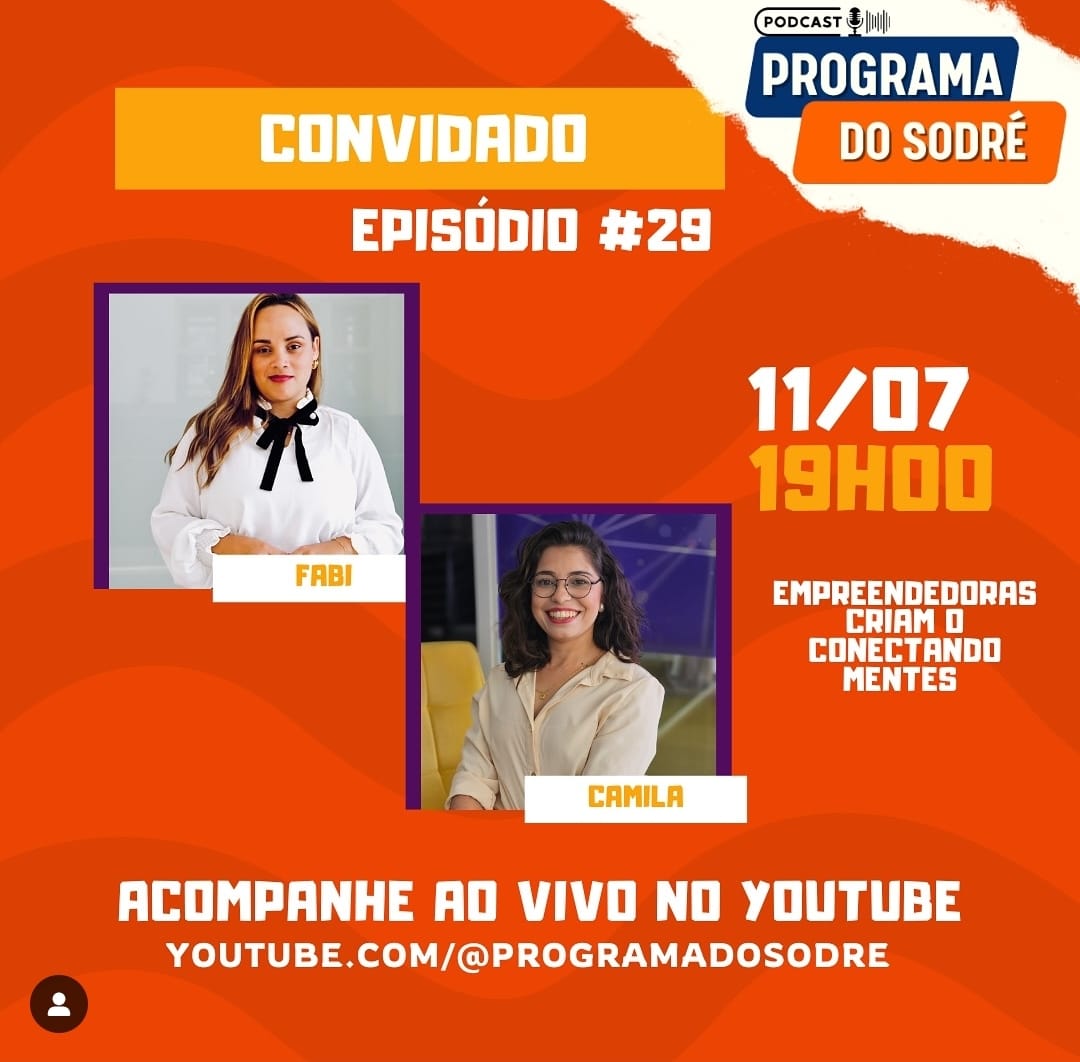 PODCAST
PROGRAMA
DO SODRÉ
CONVIDADO
EPISÓDIO #29
11/07
19H00
FABI
EMPREENDEDORAS
CRIAM O
CONECTANDO
MENTES
CAMILA
ACOMPANHE AO VIVO NO YOUTUBE
YOUTUBE.COM/@PROGRAMADOSODRE